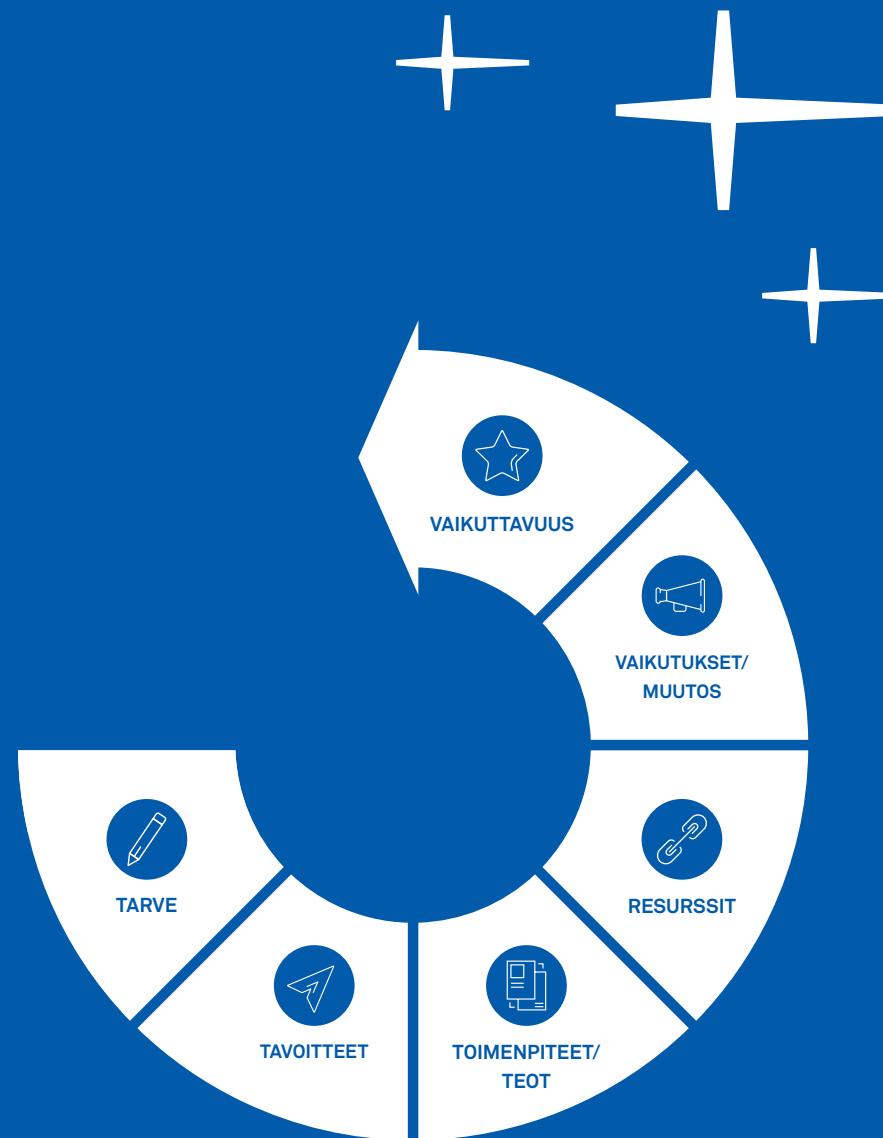 VAIKUTTAVUUS
VAIKUTUKSET/
MUUTOS
RESURSSIT
TOIMENPITEET/
TEOT
TAVOITTEET
TARVE